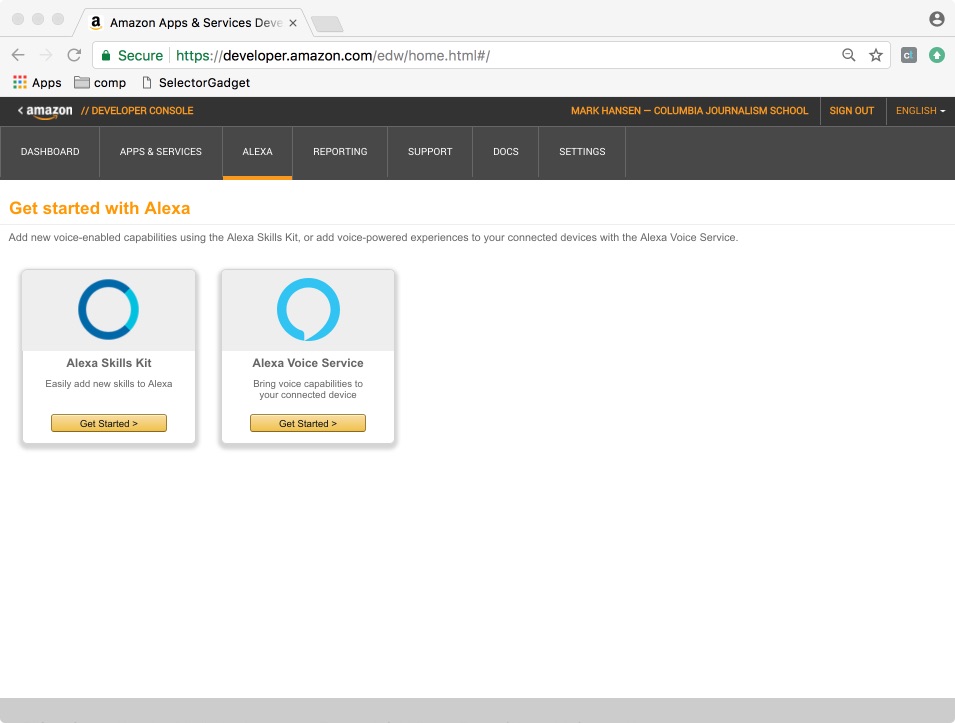 Amazon Apps & Services Deve
Secure https://developer.amazon.com/edw/home.html#/
Apps comp SelectorGadget
< amazon // DEVELOPER CONSOLE MARK HANSEN — COLUMBIA JOURNALISM SCHOOL SIGN OUT ENGLISH
DASHBOARD APPS & SERVICES ALEXA REPORTING SUPPORT DOCS SETTINGS
Get started with Alexa
Add new voice-enabled capabilities using the Alexa Skills Kit, or add voice-powered experiences to your connected devices with the Alexa Voice Service.
Alexa Skills Kit
Easily add new skills to Alexa
Get Started >
Alexa Voice Service
Bring voice capabilities to
your connected device
Get Started >